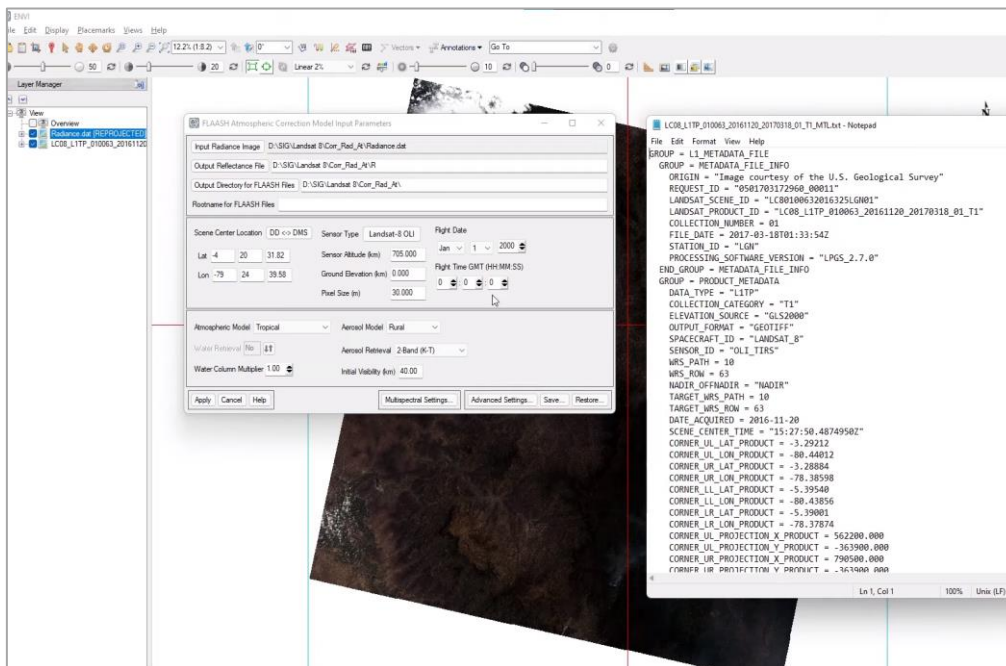 ENVI
File Edit Display Placemarks Views Help
12.2% (1:8.2) 0° Vectors Annotations Go To
50 20 Linear 2% 10 0
Layer Manager
View
Overview
Radiance.dat [REPROJECTED]
LC08_L1TP_010063_20161120
N
FLAASH Atmospheric Correction Model Input Parameters
Input Radiance Image D:\SIG\Landsat 8\Corr_Rad_At\Radiance.dat
Output Reflectance File D:\SIG\Landsat 8\Corr_Rad_At\R
Output Directory for FLAASH Files D:\SIG\Landsat 8\Corr_Rad_At\
Rootname for FLAASH Files
Scene Center Location DD <-> DMS Sensor Type Landsat-8 OLI Flight Date
Lat -4 20 31.82 Sensor Altitude (km) 705.000 Jan 1 2000
Lon -79 24 39.58 Ground Elevation (km) 0.000 Flight Time GMT (HH:MM:SS)
Pixel Size (m) 30.000 0 : 0 : 0
Atmospheric Model Tropical Aerosol Model Rural
Water Retrieval No Aerosol Retrieval 2-Band (K-T)
Water Column Multiplier 1.00 Initial Visibility (km) 40.00
Apply Cancel Help Multispectral Settings... Advanced Settings... Save... Restore...
LC08_L1TP_010063_20161120_20170318_01_T1_MTL.txt - Notepad
File Edit Format View Help
GROUP = L1_METADATA_FILE
GROUP = METADATA_FILE_INFO
ORIGIN = "Image courtesy of the U.S. Geological Survey"
REQUEST_ID = "0501703172960_00011"
LANDSAT_SCENE_ID = "LC80100632016325LGN01"
LANDSAT_PRODUCT_ID = "LC08_L1TP_010063_20161120_20170318_01_T1"
COLLECTION_NUMBER = 01
FILE_DATE = 2017-03-18T01:33:54Z
STATION_ID = "LGN"
PROCESSING_SOFTWARE_VERSION = "LPGS_2.7.0"
END_GROUP = METADATA_FILE_INFO
GROUP = PRODUCT_METADATA
DATA_TYPE = "L1TP"
COLLECTION_CATEGORY = "T1"
ELEVATION_SOURCE = "GLS2000"
OUTPUT_FORMAT = "GEOTIFF"
SPACECRAFT_ID = "LANDSAT_8"
SENSOR_ID = "OLI_TIRS"
WRS_PATH = 10
WRS_ROW = 63
NADIR_OFFNADIR = "NADIR"
TARGET_WRS_PATH = 10
TARGET_WRS_ROW = 63
DATE_ACQUIRED = 2016-11-20
SCENE_CENTER_TIME = "15:27:50.4874950Z"
CORNER_UL_LAT_PRODUCT = -3.29212
CORNER_UL_LON_PRODUCT = -80.44012
CORNER_UR_LAT_PRODUCT = -3.28884
CORNER_UR_LON_PRODUCT = -78.38598
CORNER_LL_LAT_PRODUCT = -5.39540
CORNER_LL_LON_PRODUCT = -80.43856
CORNER_LR_LAT_PRODUCT = -5.39001
CORNER_LR_LON_PRODUCT = -78.37874
CORNER_UL_PROJECTION_X_PRODUCT = 562200.000
CORNER_UL_PROJECTION_Y_PRODUCT = -363900.000
CORNER_UR_PROJECTION_X_PRODUCT = 790500.000
CORNER_UR_PROJECTION_Y_PRODUCT = -363900.000
Ln 1, Col 1 100% Unix (LF)